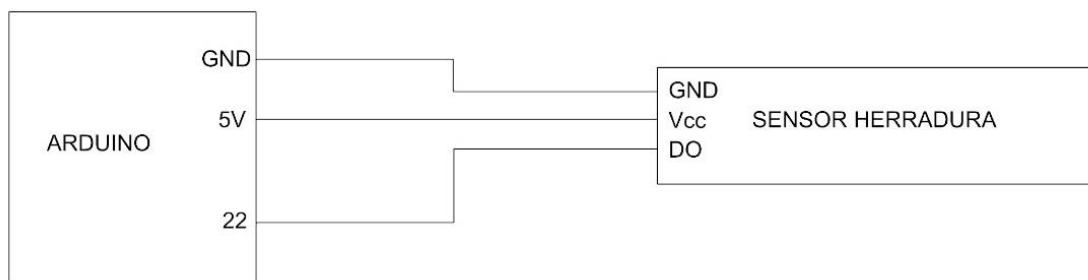 GND
5V
ARDUINO
22
GND
Vcc
DO
SENSOR HERRADURA